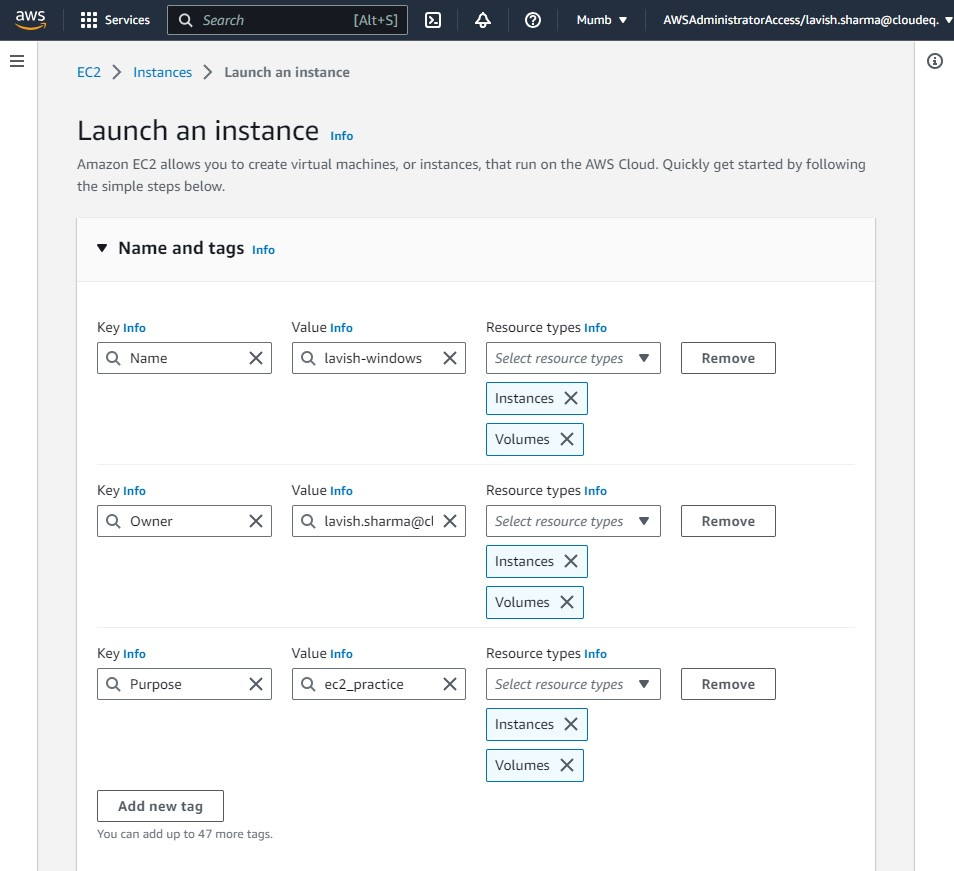 aws Services Search [Alt+S] Mumb AWSAdministratorAccess/lavish.sharma@cloudeq.
EC2 Instances Launch an instance
Launch an instance Info
Amazon EC2 allows you to create virtual machines, or instances, that run on the AWS Cloud. Quickly get started by following
the simple steps below.
Name and tags Info
Key Info Value Info Resource types Info
Name lavish-windows Select resource types Remove
Instances
Volumes
Key Info Value Info Resource types Info
Owner lavish.sharma@cl Select resource types Remove
Instances
Volumes
Key Info Value Info Resource types Info
Purpose ec2_practice Select resource types Remove
Instances
Volumes
Add new tag
You can add up to 47 more tags.